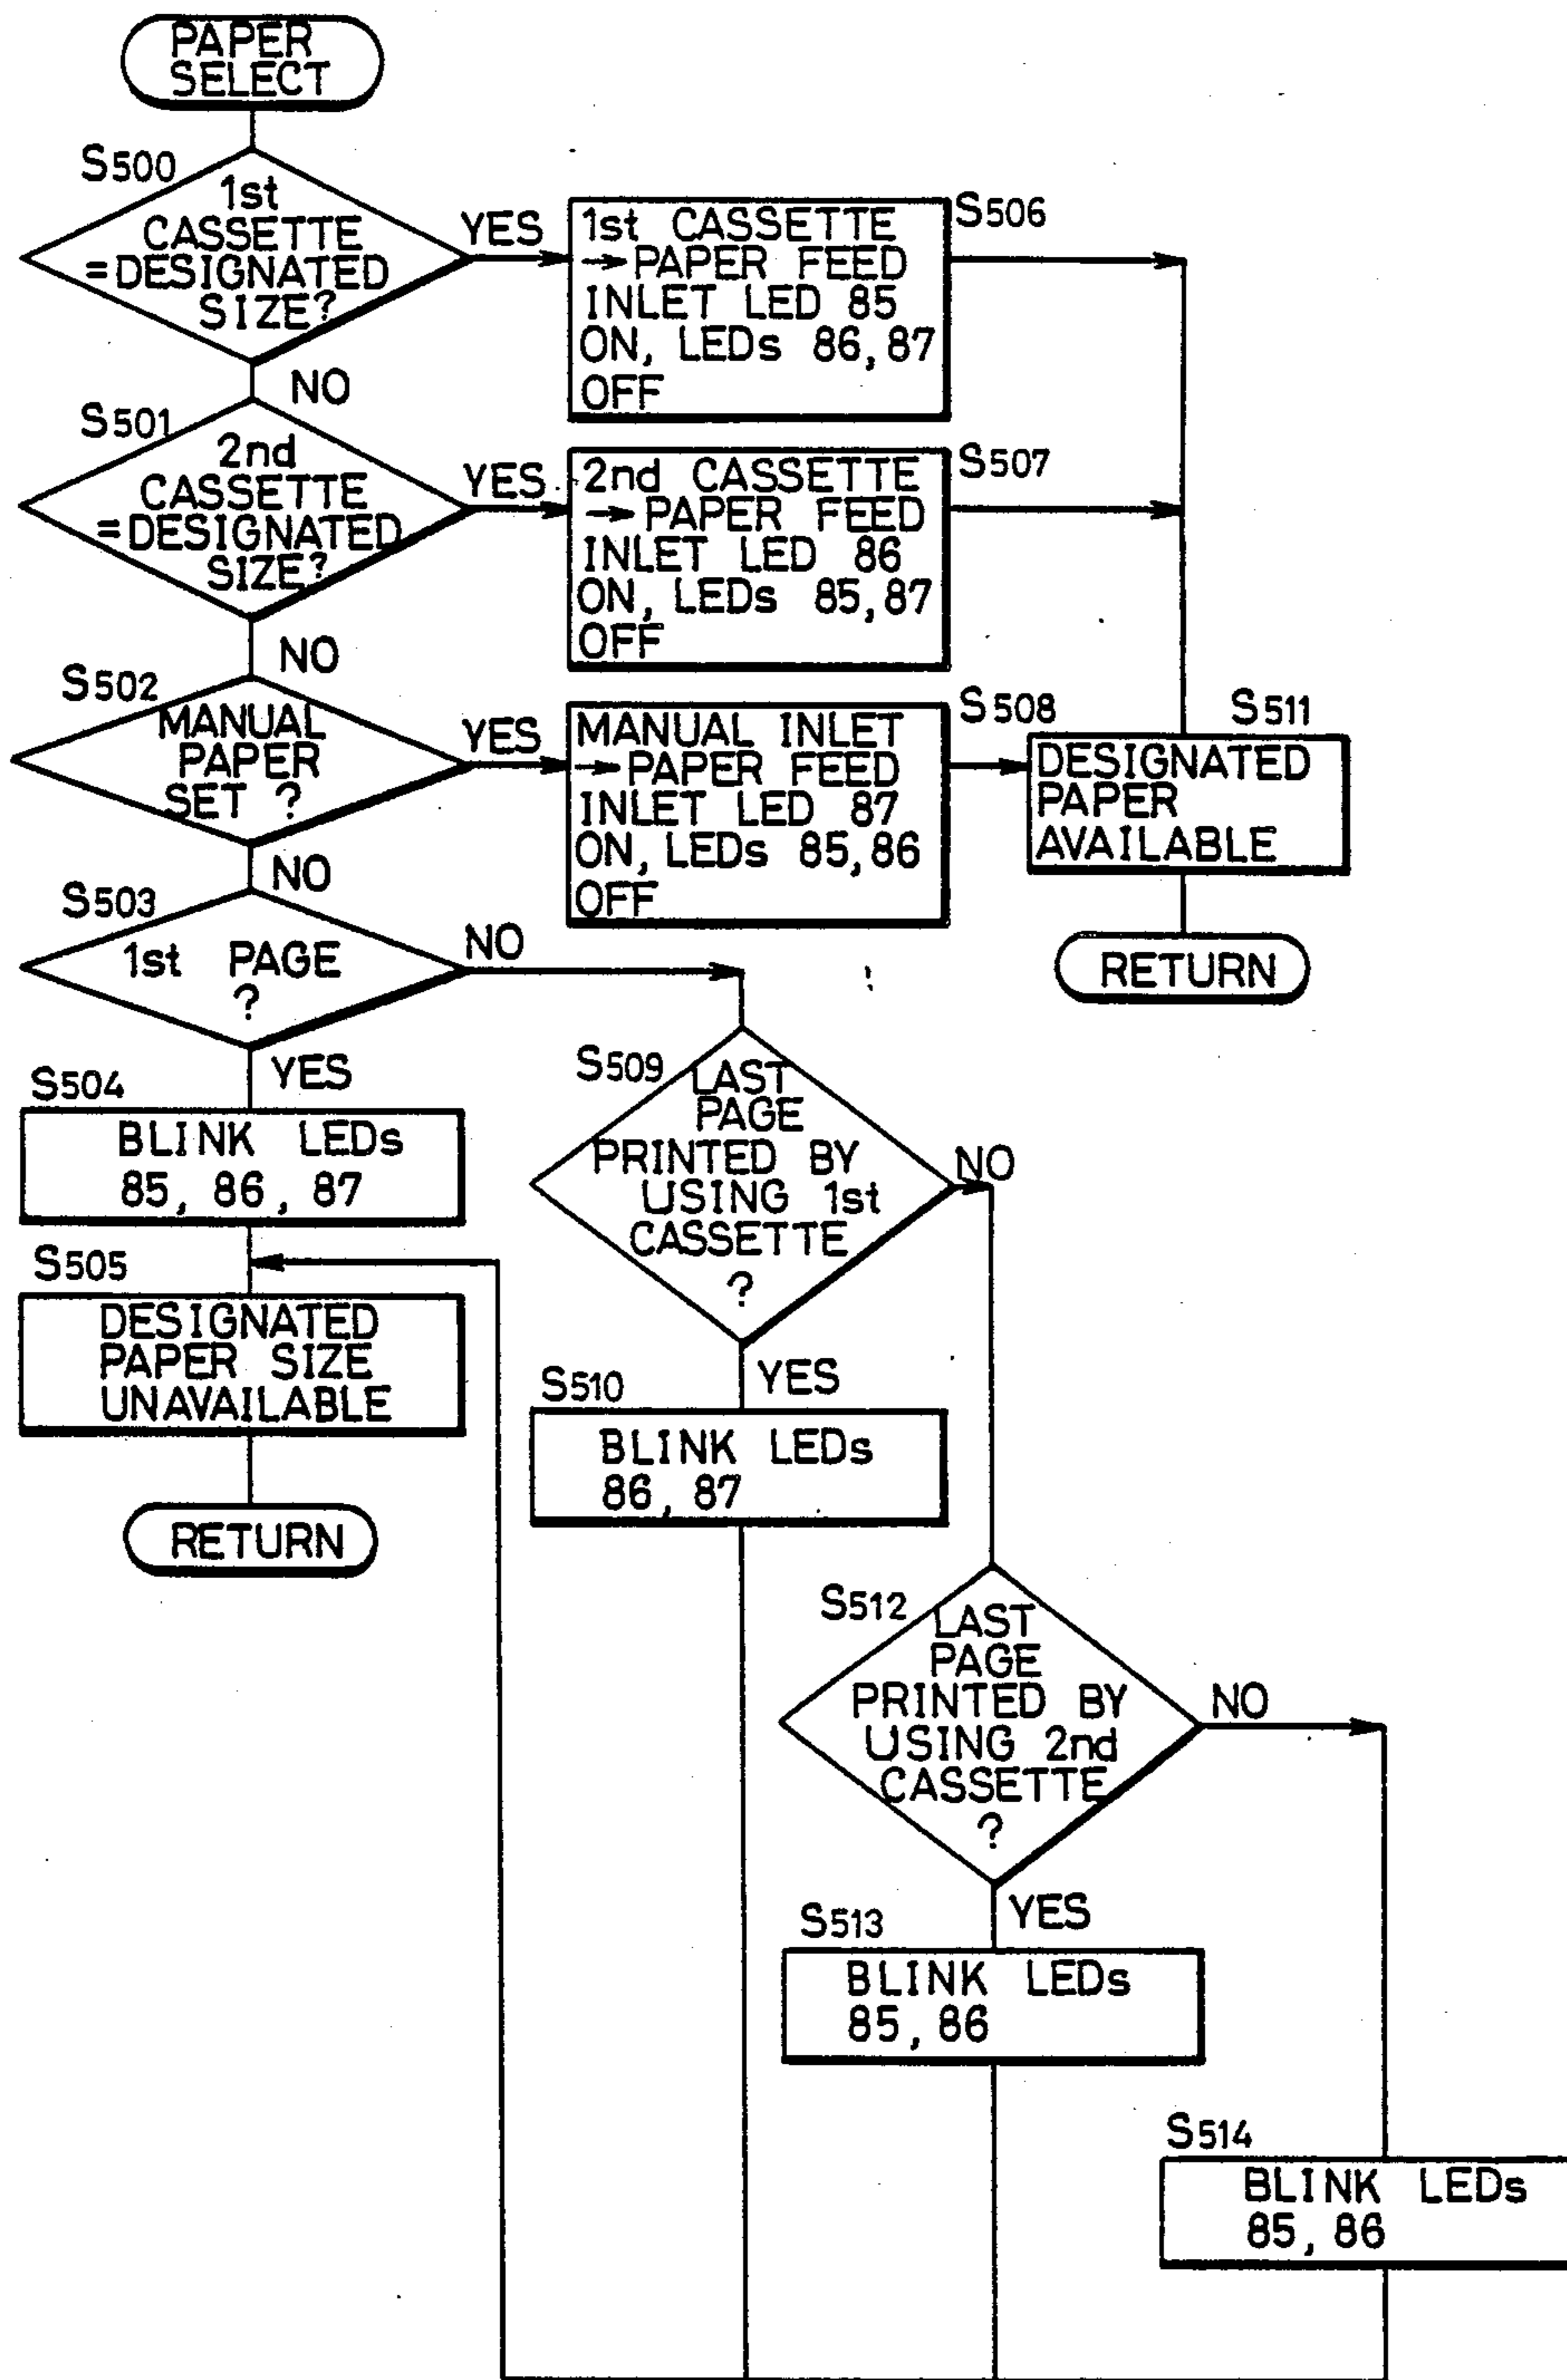 PAPER
SELECT
S500
1st
CASSETTE
=DESIGNATED
SIZE?
YES
NO
1st CASSETTE
→PAPER FEED
INLET LED 85
ON, LEDs 86,87
OFF
S506
S501
2nd
CASSETTE
=DESIGNATED
SIZE?
YES
NO
2nd CASSETTE
→PAPER FEED
INLET LED 86
ON, LEDs 85,87
OFF
S507
S502
MANUAL
PAPER
SET ?
YES
NO
MANUAL INLET
→PAPER FEED
INLET LED 87
ON, LEDs 85,86
OFF
S508
S511
DESIGNATED
PAPER
AVAILABLE
RETURN
S503
1st PAGE
?
NO
YES
S504
BLINK LEDs
85, 86, 87
S505
DESIGNATED
PAPER SIZE
UNAVAILABLE
RETURN
S509
LAST
PAGE
PRINTED BY
USING 1st
CASSETTE
?
NO
YES
S510
BLINK LEDs
86, 87
S512
LAST
PAGE
PRINTED BY
USING 2nd
CASSETTE
?
NO
YES
S513
BLINK LEDs
85, 86
S514
BLINK LEDs
85, 86